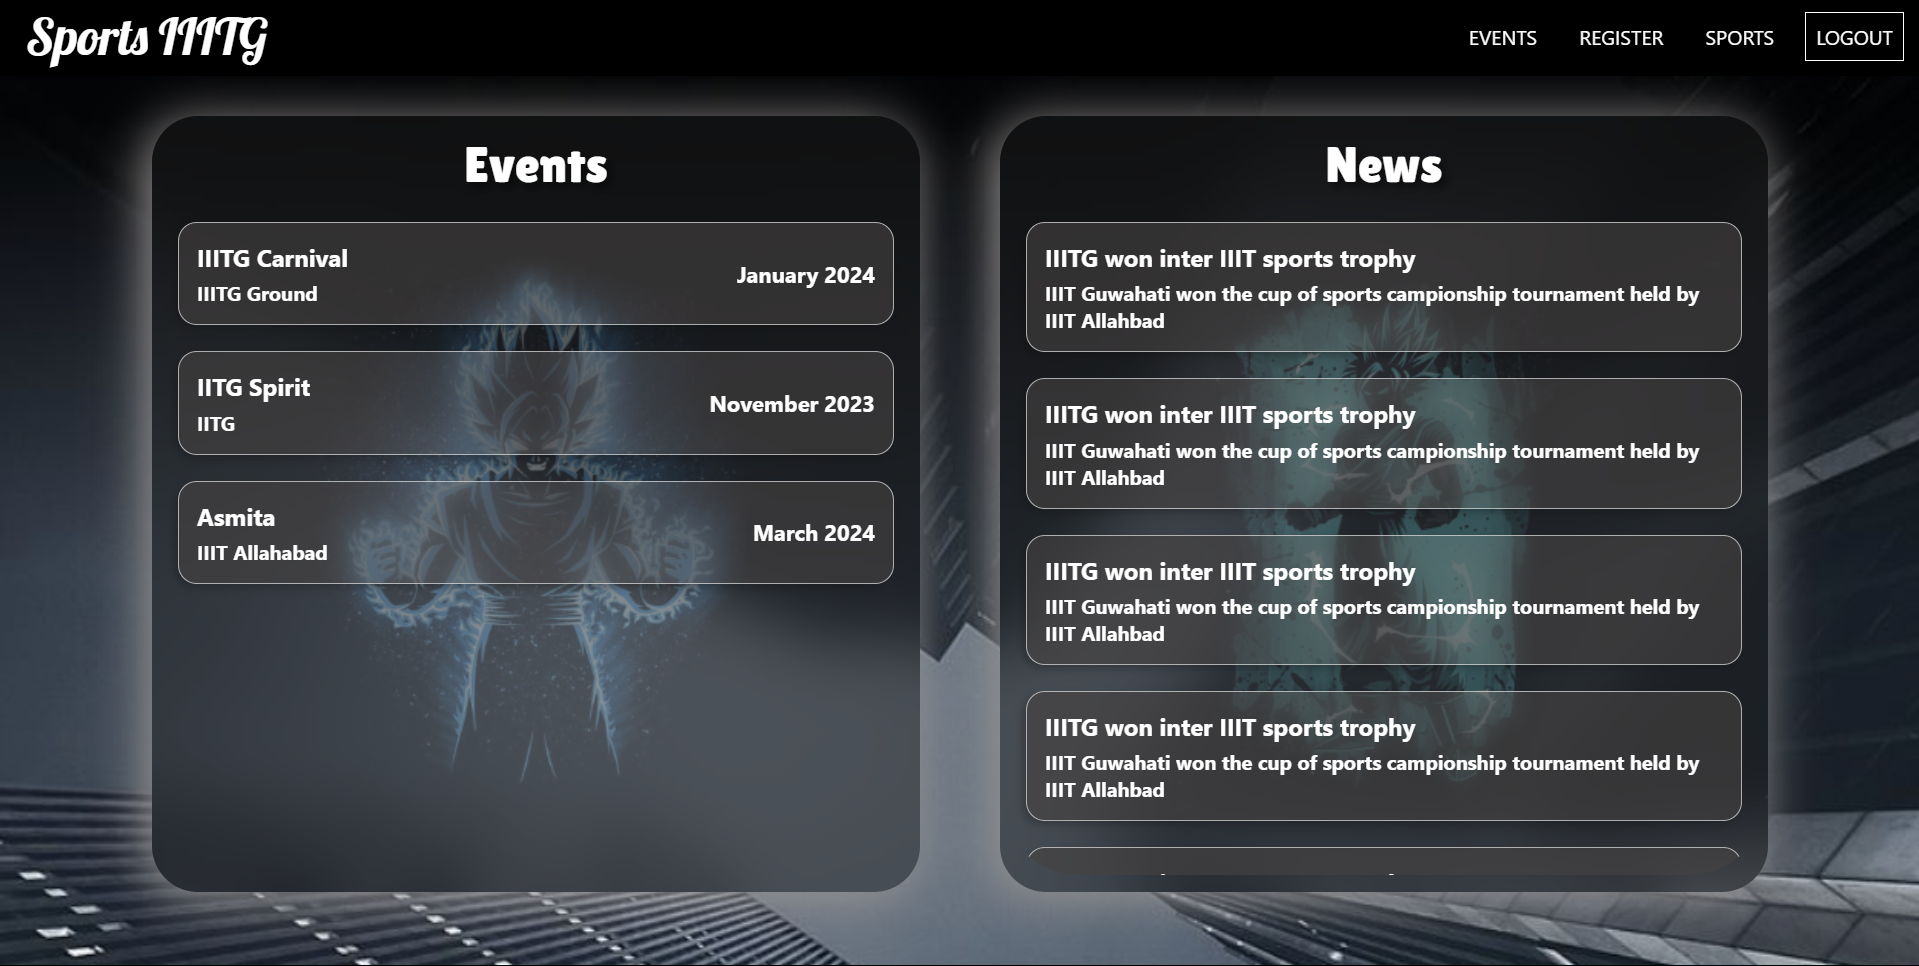 Sports IIITG
EVENTS
REGISTER
SPORTS
LOGOUT
Events
IIITG Carnival
IIITG Ground
January 2024
IITG Spirit
IITG
November 2023
Asmita
IIIT Allahabad
March 2024
News
IIITG won inter IIIT sports trophy
IIIT Guwahati won the cup of sports campionship tournament held by
IIIT Allahbad
IIITG won inter IIIT sports trophy
IIIT Guwahati won the cup of sports campionship tournament held by
IIIT Allahbad
IIITG won inter IIIT sports trophy
IIIT Guwahati won the cup of sports campionship tournament held by
IIIT Allahbad
IIITG won inter IIIT sports trophy
IIIT Guwahati won the cup of sports campionship tournament held by
IIIT Allahbad